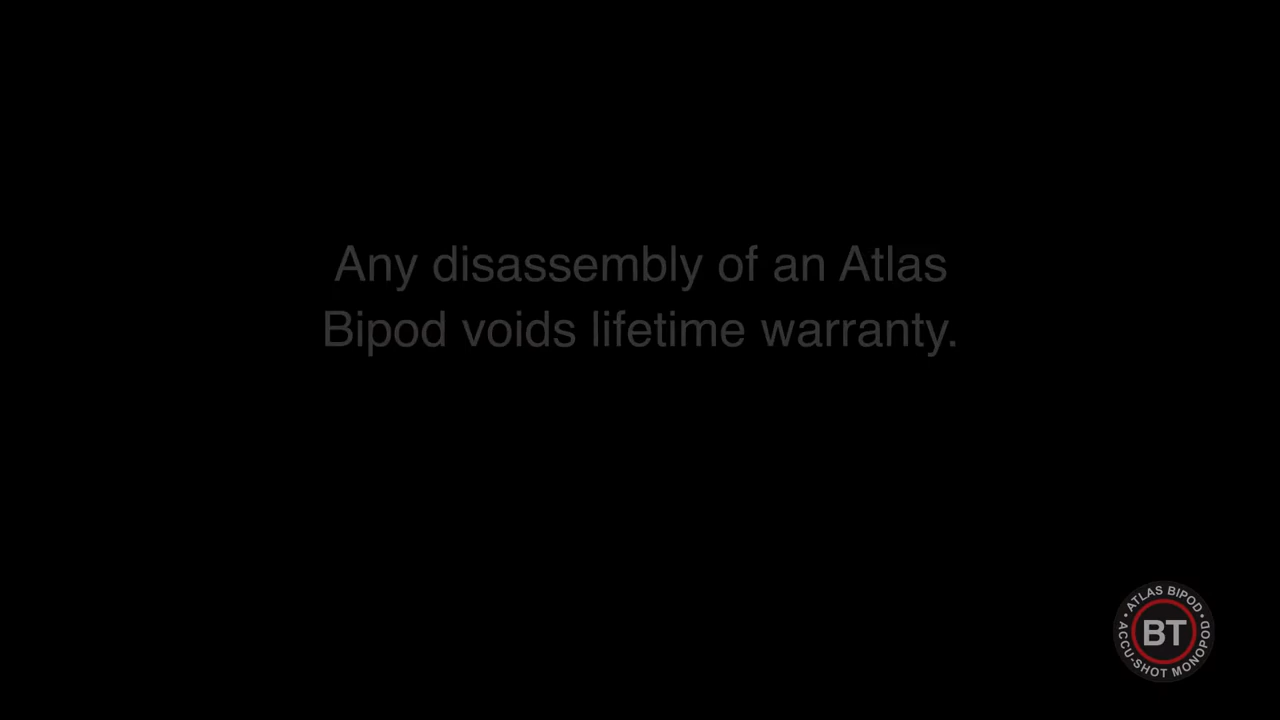 Any disassembly of an Atlas
Bipod voids lifetime warranty.
• ATLAS BIPOD •
BT
ACCU-SHOT MONOPOD